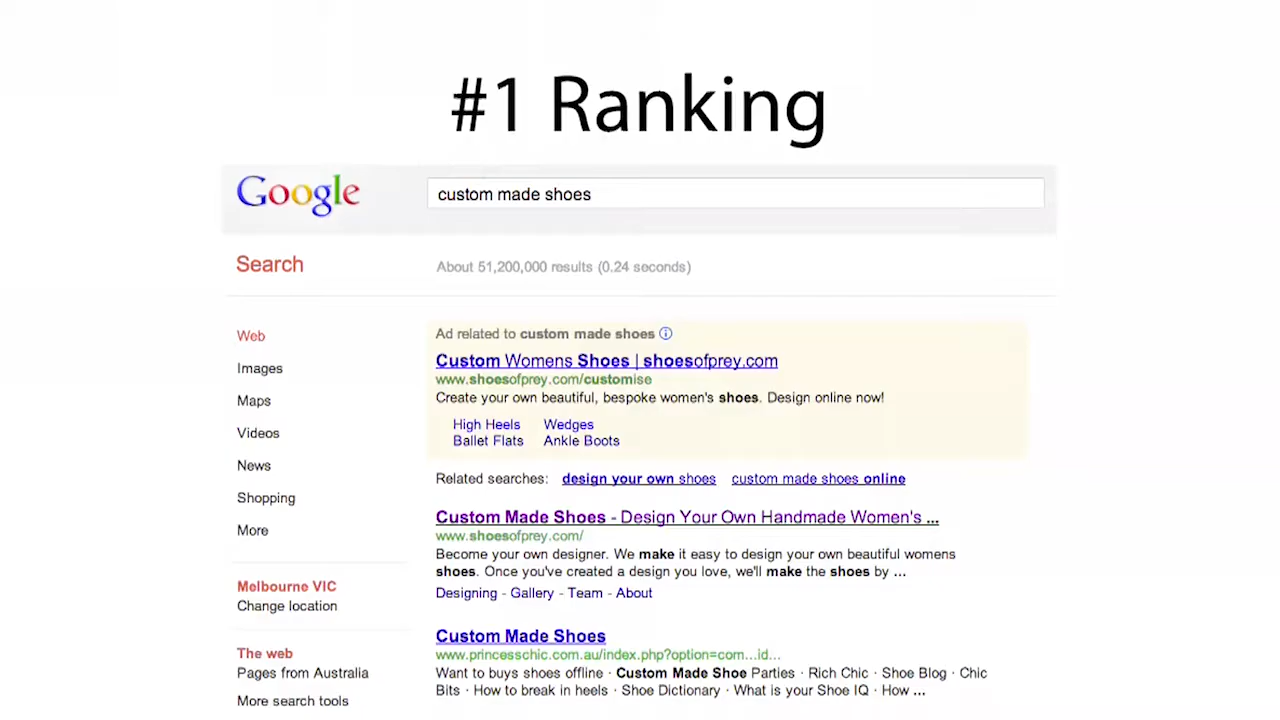 #1 Ranking
Google
custom made shoes
Search
About 51,200,000 results (0.24 seconds)
Web
Images
Maps
Videos
News
Shopping
More
Melbourne VIC
Change location
The web
Pages from Australia
More search tools
Ad related to custom made shoes
Custom Womens Shoes | shoesofprey.com
www.shoesofprey.com/customise
Create your own beautiful, bespoke women's shoes. Design online now!
High Heels Wedges
Ballet Flats Ankle Boots
Related searches: design your own shoes custom made shoes online
Custom Made Shoes - Design Your Own Handmade Women's ...
www.shoesofprey.com/
Become your own designer. We make it easy to design your own beautiful womens
shoes. Once you've created a design you love, we'll make the shoes by ...
Designing - Gallery - Team - About
Custom Made Shoes
www.princesschic.com.au/index.php?option=com...id...
Want to buys shoes offline · Custom Made Shoe Parties · Rich Chic · Shoe Blog · Chic
Bits · How to break in heels · Shoe Dictionary · What is your Shoe IQ · How ...